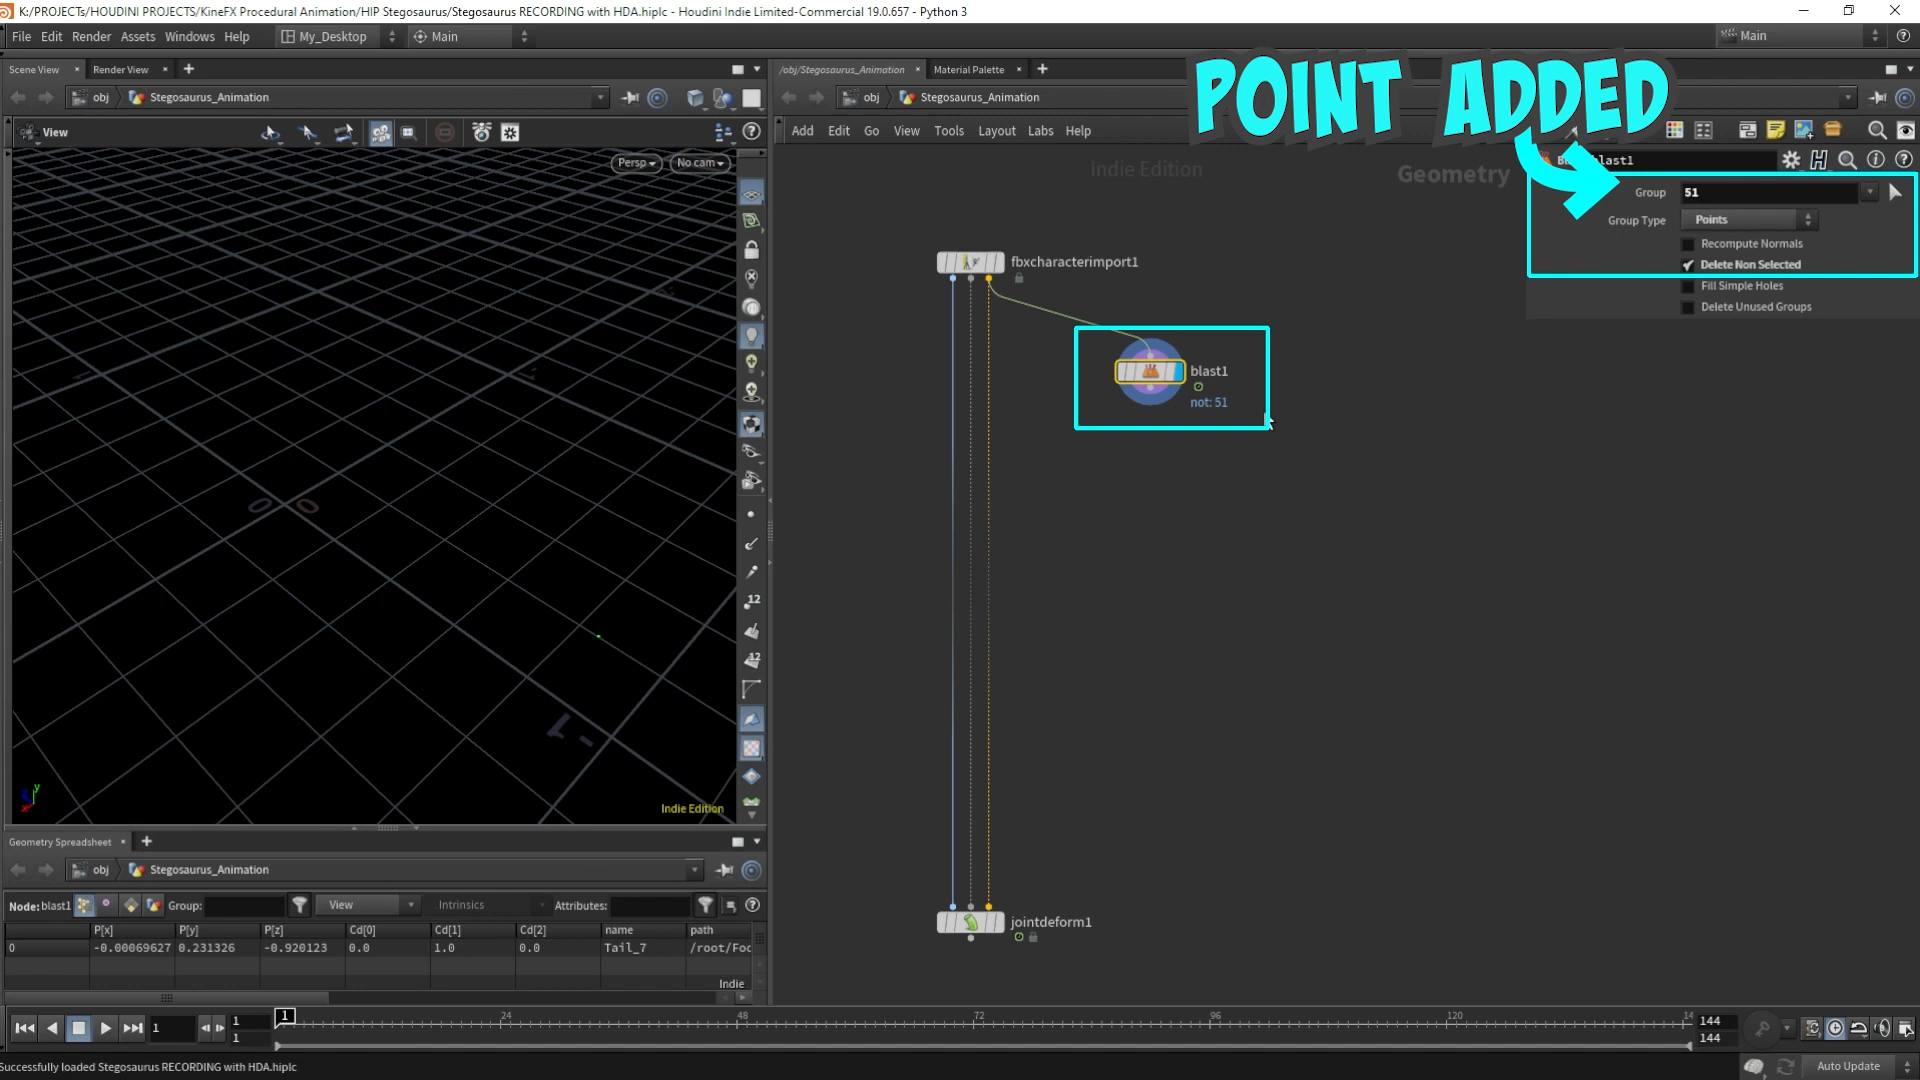 K:/PROJECTs/HOUDINI PROJECTS/KineFX Procedural Animation/HIP Stegosaurus/Stegosaurus RECORDING with HDA.hiplc - Houdini Indie Limited-Commercial 19.0.657 - Python 3
File Edit Render Assets Windows Help My_Desktop Main Main
Scene View Render View /obj/Stegosaurus_Animation Material Palette
POINT ADDED
obj Stegosaurus_Animation obj Stegosaurus_Animation
View Add Edit Go View Tools Layout Labs Help
Persp No cam
Indie Edition
Geometry
Group 51
Group Type Points
Recompute Normals
Delete Non Selected
Fill Simple Holes
Delete Unused Groups
fbxcharacterimport1
blast1
not: 51
12
12
Indie Edition
jointdeform1
Geometry Spreadsheet
obj Stegosaurus_Animation
Node: blast1 Group: View Intrinsics Attributes:
P[x] P[y] P[z] Cd[0] Cd[1] Cd[2] name path
0 -0.00069627 0.231326 -0.920123 0.0 1.0 0.0 Tail_7 /root/Foo
Indie
1 1 1 24 48 72 96 120 14 144
1 144
Successfully loaded Stegosaurus RECORDING with HDA.hiplc
Auto Update